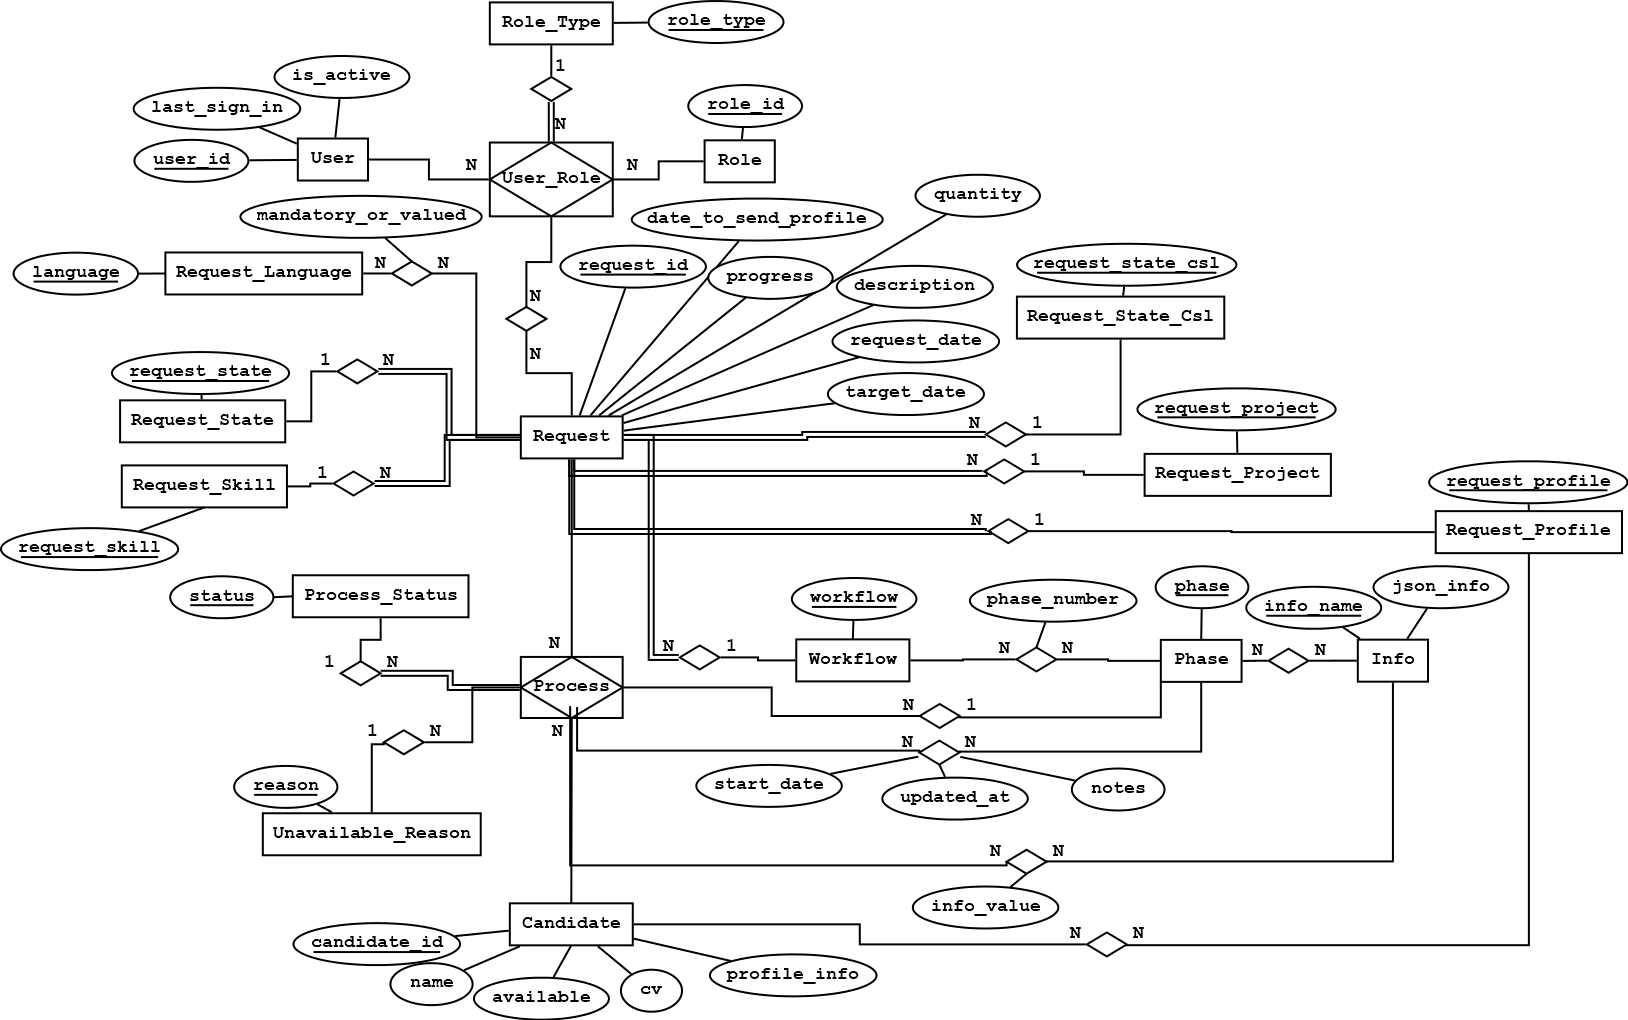 Role_Type
role_type
1
is_active
last_sign_in
role_id
N
user_id
User
N
User_Role
N
Role
quantity
mandatory_or_valued
date_to_send_profile
language
Request_Language
N
N
request_id
progress
request_state_csl
description
N
Request_State_Csl
request_date
1
N
N
request_state
target_date
Request_State
request_project
Request
N
1
Request_Project
Request_Skill
1
N
N
1
request_profile
N
1
Request_Profile
request_skill
status
Process_Status
workflow
phase_number
phase
info_name
json_info
N
1
N
N
1
Workflow
N
N
Phase
N
N
Info
Process
N
1
1
N
N
N
N
reason
start_date
updated_at
notes
Unavailable_Reason
N
N
info_value
Candidate
candidate_id
N
N
name
available
cv
profile_info